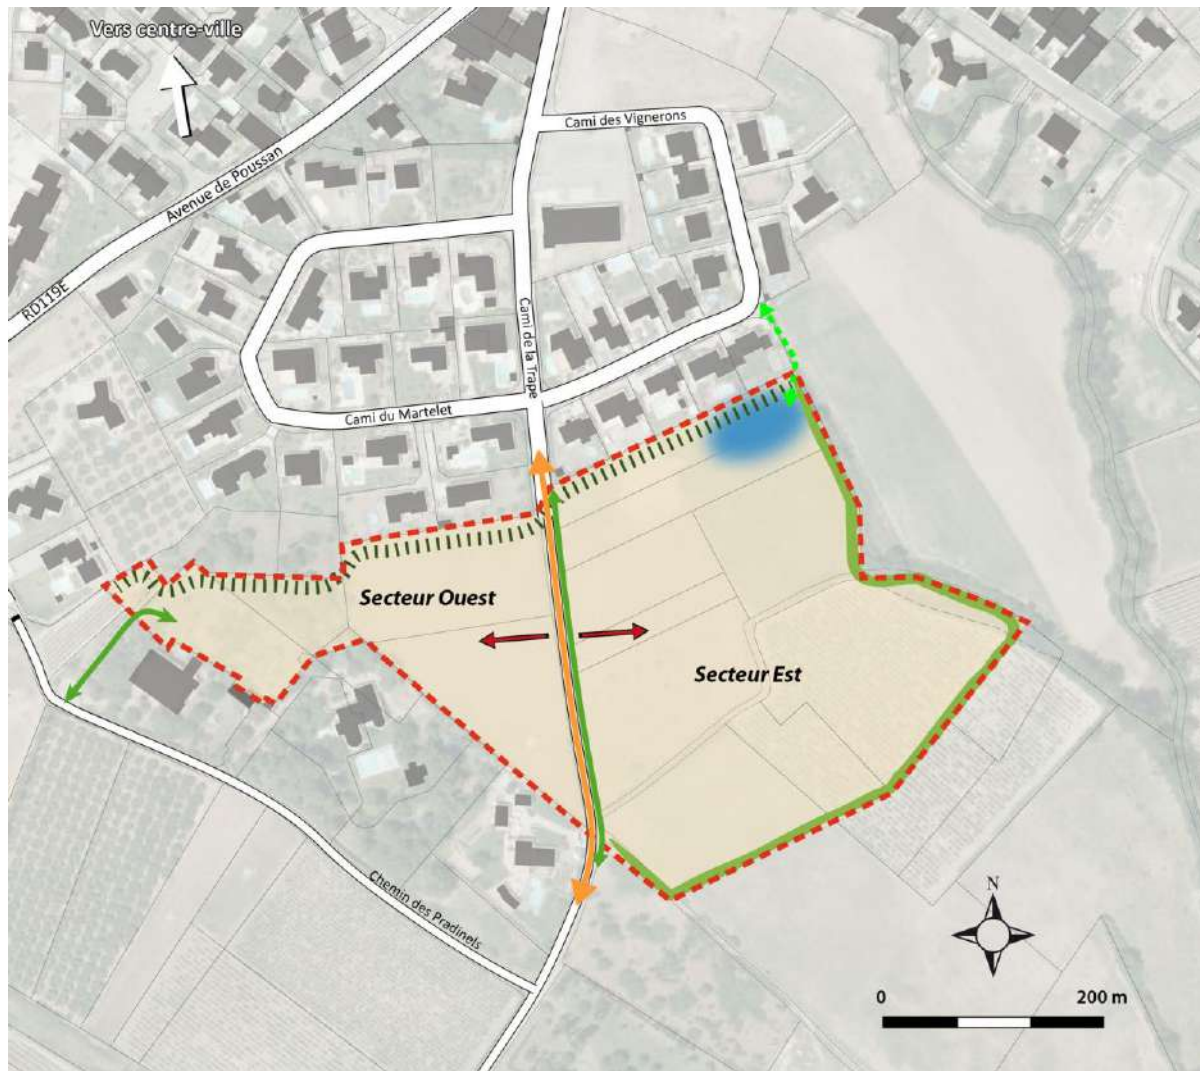 Vers centre-ville
Cami des Vignerons
Avenue de Poussan
RD119E
Cami de la Trape
Cami du Martelet
Secteur Ouest
Secteur Est
Chemin des Pradinels
N
0 200 m